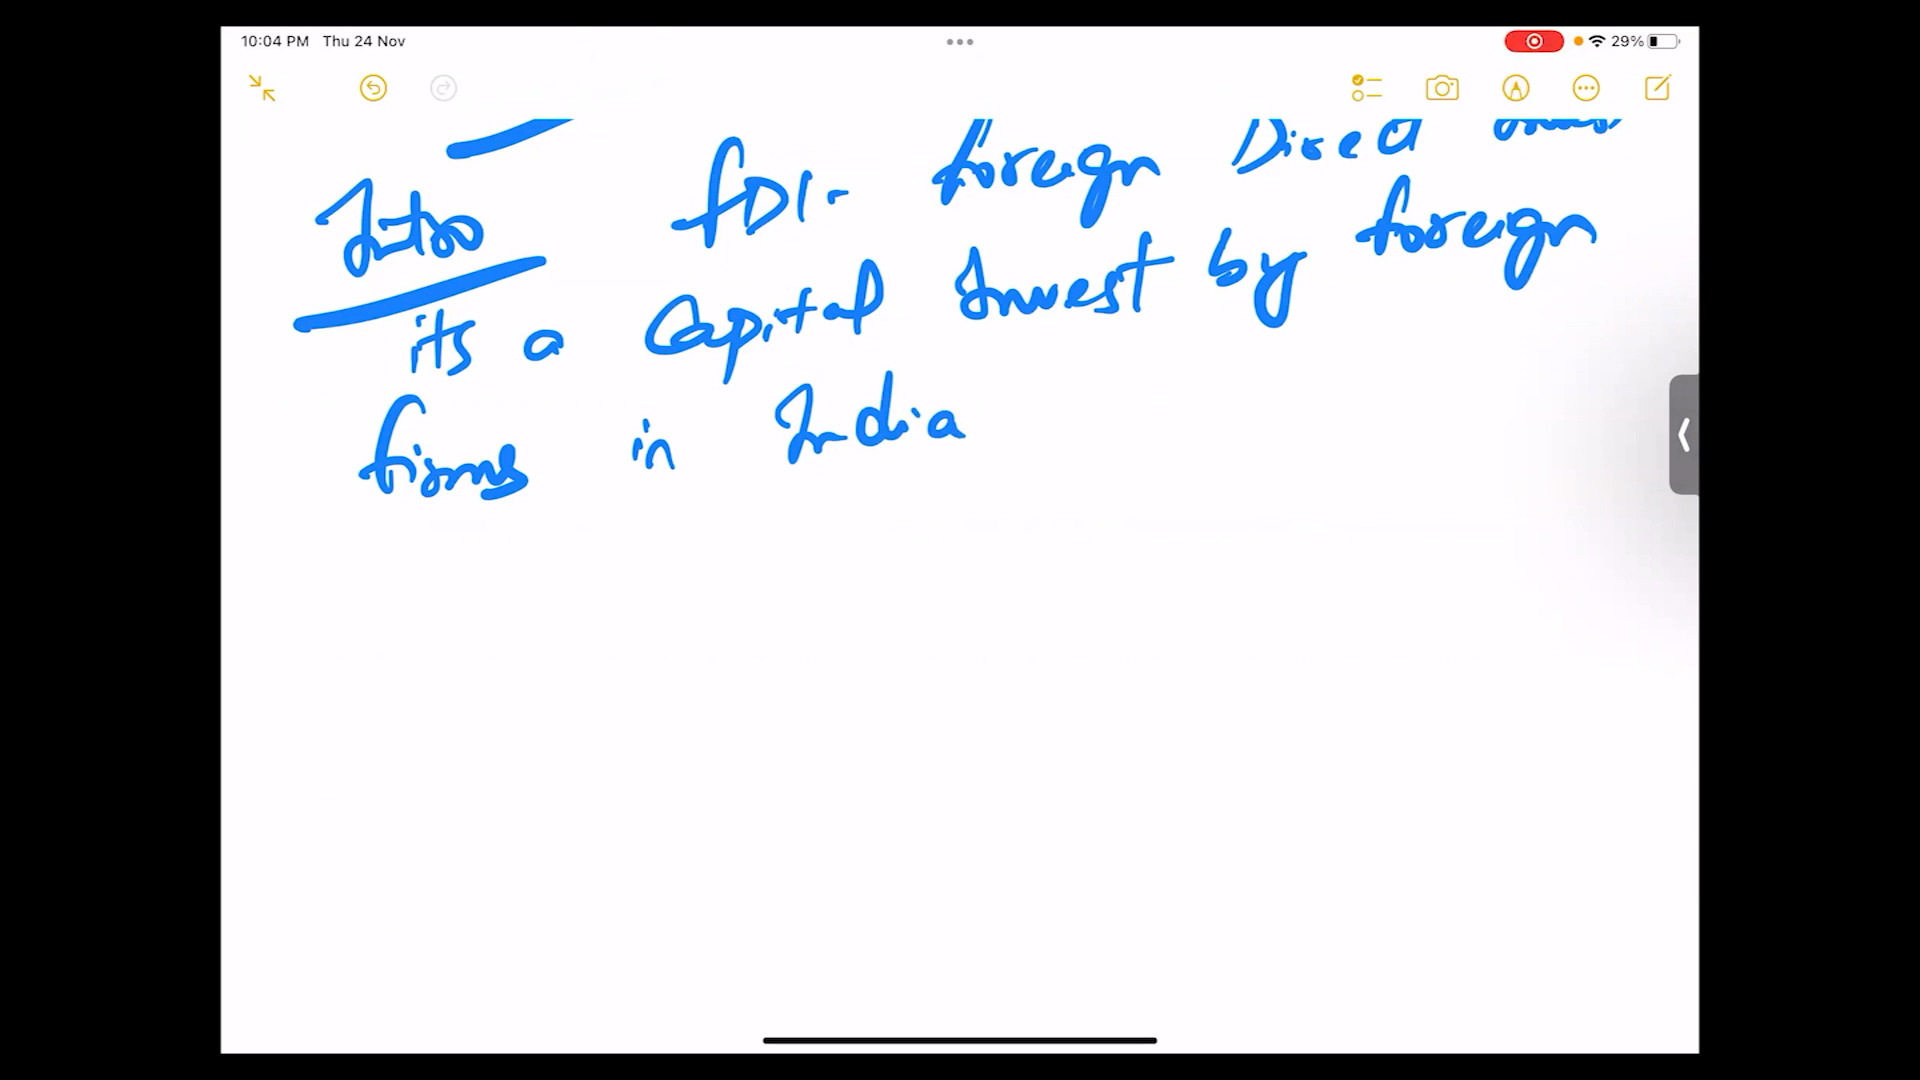 10:04 PM Thu 24 Nov
29%
Intro FDI- foreign Direct
its a Capital Invest by foreign
firms in India